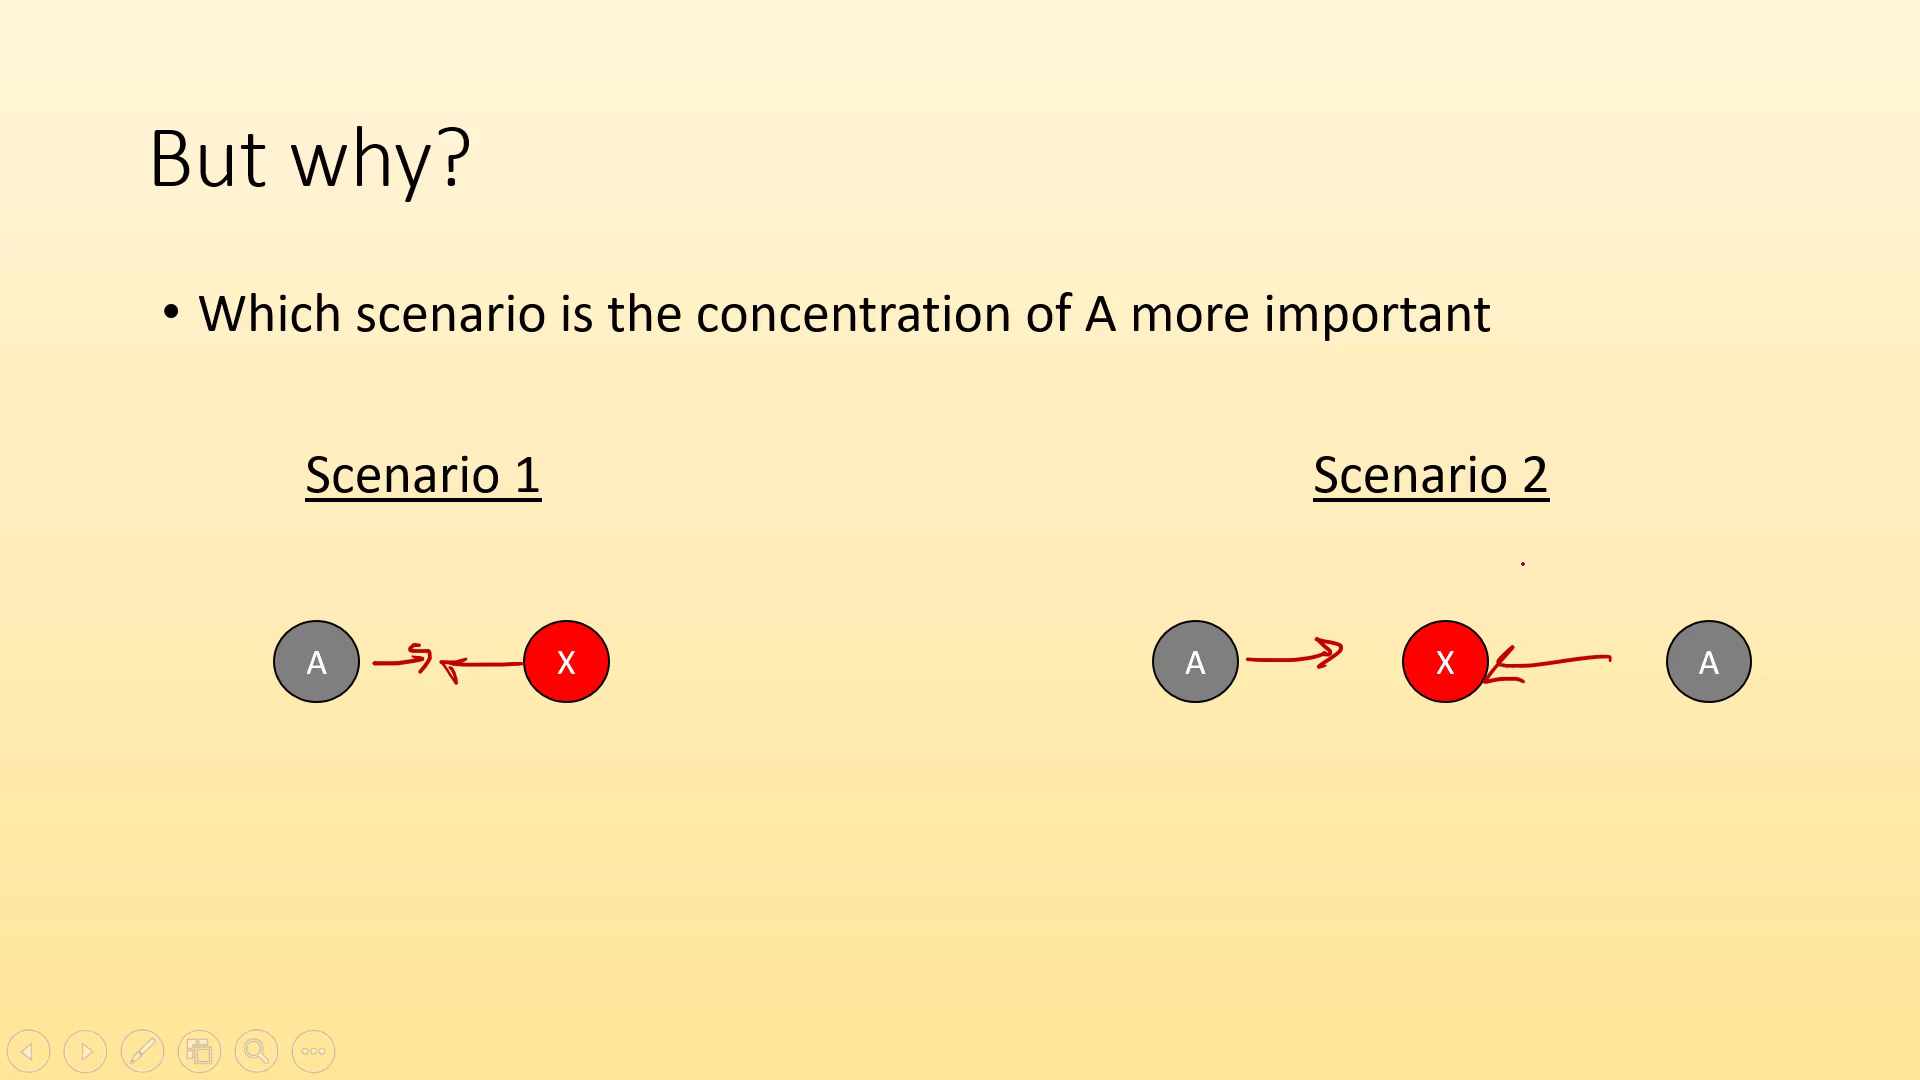 But why?
• Which scenario is the concentration of A more important
Scenario 1
Scenario 2
A X
A X A